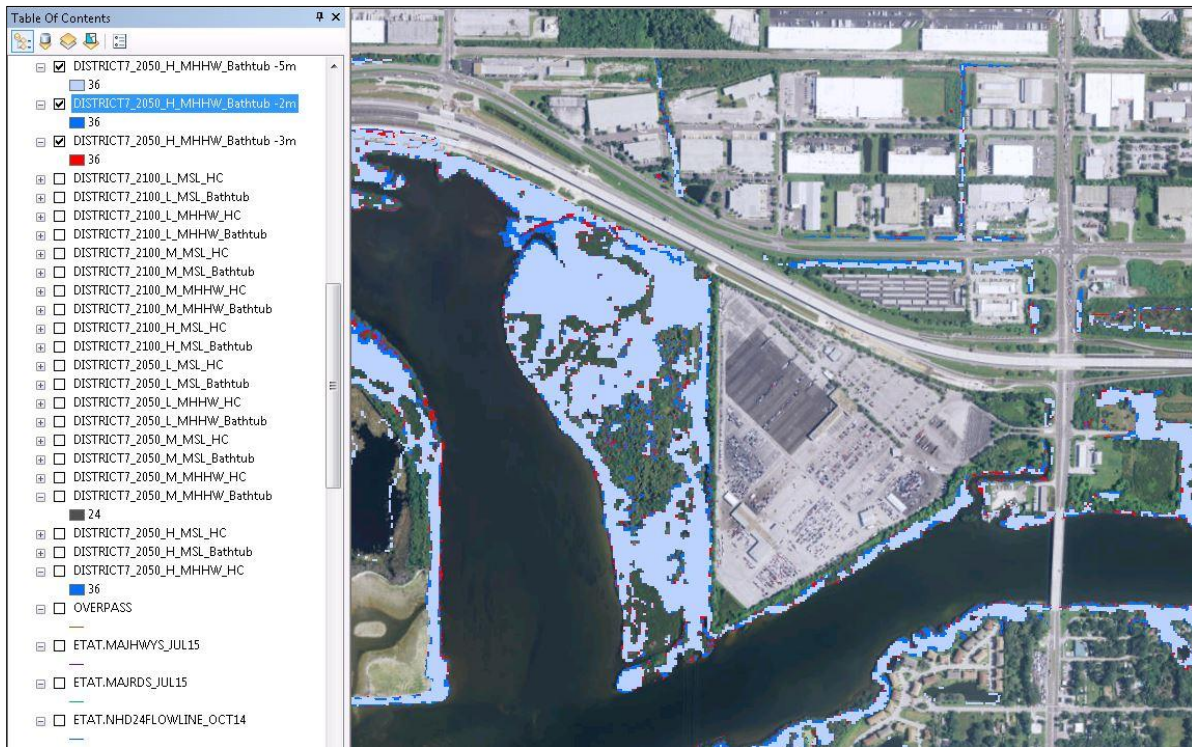 Table Of Contents
DISTRICT7_2050_H_MHHW_Bathtub -5m
36
DISTRICT7_2050_H_MHHW_Bathtub -2m
36
DISTRICT7_2050_H_MHHW_Bathtub -3m
36
DISTRICT7_2100_L_MSL_HC
DISTRICT7_2100_L_MSL_Bathtub
DISTRICT7_2100_L_MHHW_HC
DISTRICT7_2100_L_MHHW_Bathtub
DISTRICT7_2100_M_MSL_HC
DISTRICT7_2100_M_MSL_Bathtub
DISTRICT7_2100_M_MHHW_HC
DISTRICT7_2100_M_MHHW_Bathtub
DISTRICT7_2100_H_MSL_HC
DISTRICT7_2100_H_MSL_Bathtub
DISTRICT7_2050_L_MSL_HC
DISTRICT7_2050_L_MSL_Bathtub
DISTRICT7_2050_L_MHHW_HC
DISTRICT7_2050_L_MHHW_Bathtub
DISTRICT7_2050_M_MSL_HC
DISTRICT7_2050_M_MSL_Bathtub
DISTRICT7_2050_M_MHHW_HC
DISTRICT7_2050_M_MHHW_Bathtub
24
DISTRICT7_2050_H_MSL_HC
DISTRICT7_2050_H_MSL_Bathtub
DISTRICT7_2050_H_MHHW_HC
36
OVERPASS
ETAT.MAJHWYS_JUL15
ETAT.MAJRDS_JUL15
ETAT.NHD24FLOWLINE_OCT14